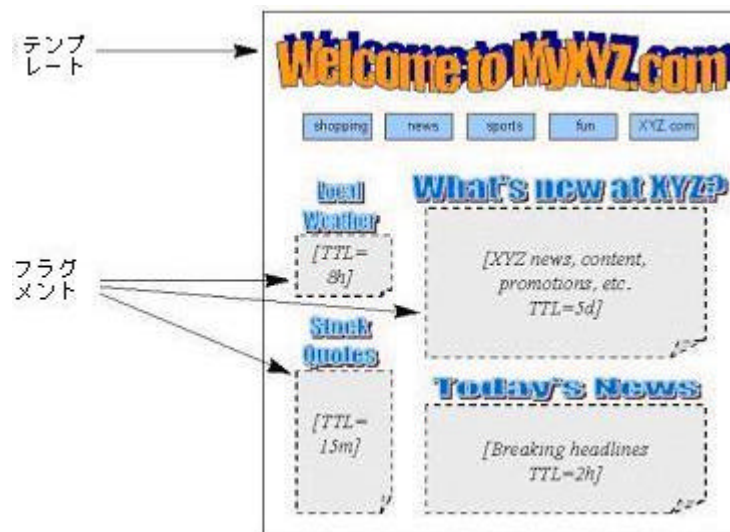 テンプ
レート
Welcome to MyXYZ.com
shopping
news
sports
fun
XYZ.com
Local
Weather
[TTL=
8h]
What's new at XYZ?
[XYZ news, content,
promotions, etc.
TTL=5d]
フラグ
メント
Stock
Quotes
[TTL=
15m]
Today's News
[Breaking headlines
TTL=2h]